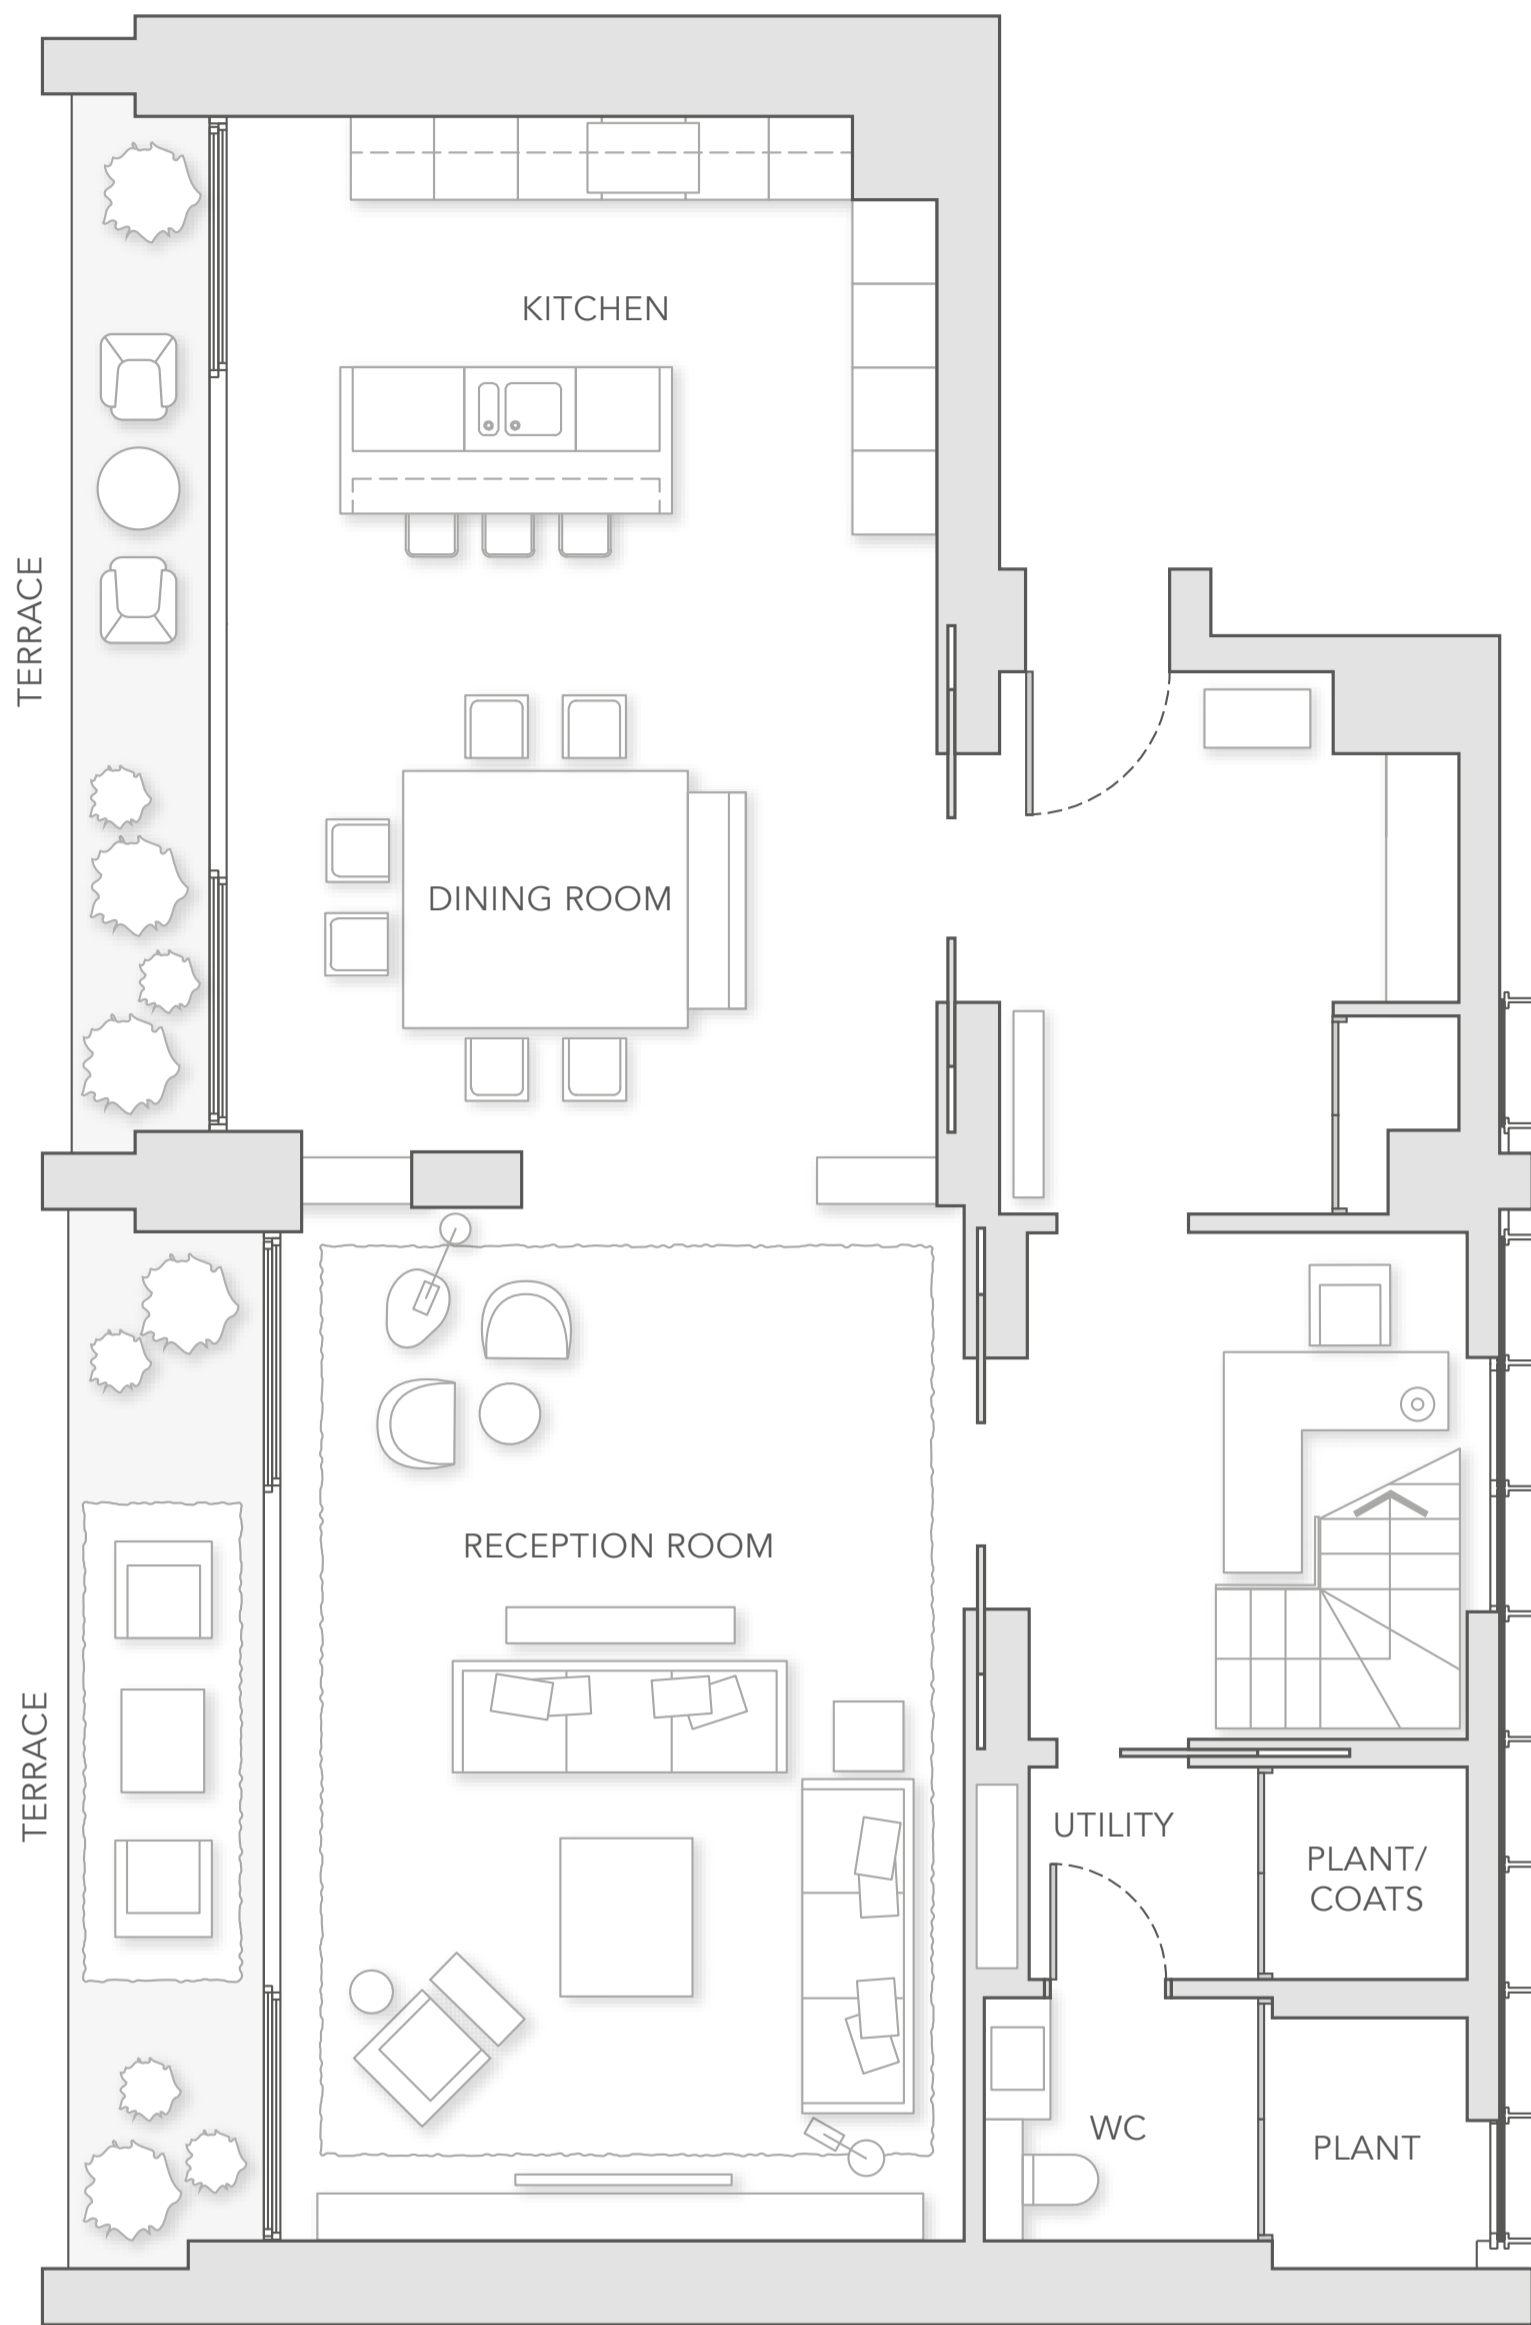 KITCHEN
TERRACE
DINING ROOM
RECEPTION ROOM
TERRACE
UTILITY
PLANT/
COATS
WC
PLANT